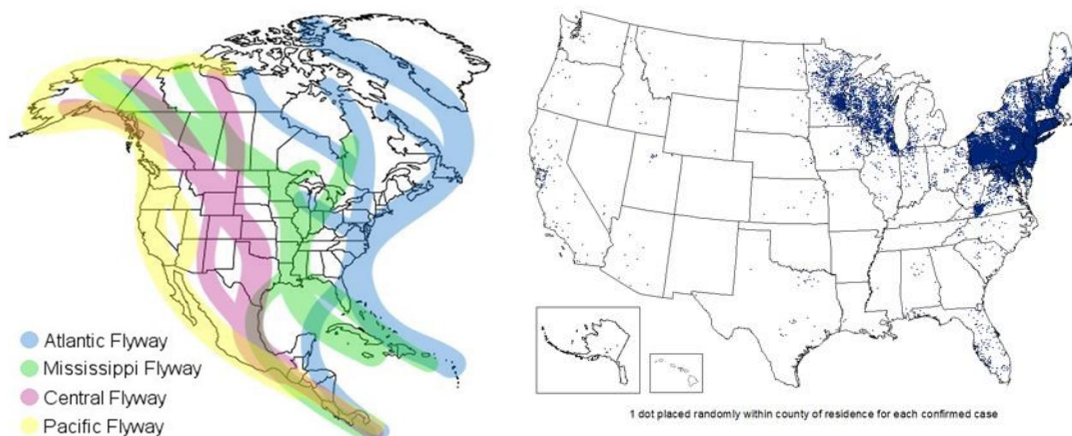 Atlantic Flyway
Mississippi Flyway
Central Flyway
Pacific Flyway
1 dot placed randomly within county of residence for each confirmed case